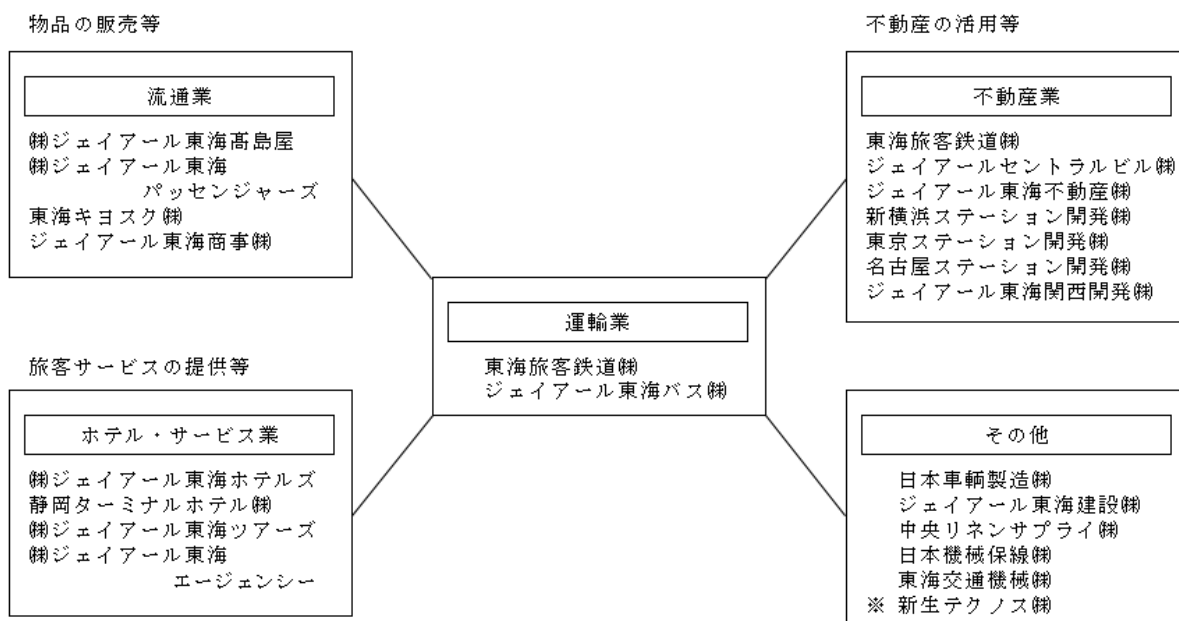 物品の販売等
流通業
㈱ジェイアール東海髙島屋
㈱ジェイアール東海
パッセンジャーズ
東海キヨスク㈱
ジェイアール東海商事㈱
旅客サービスの提供等
ホテル・サービス業
㈱ジェイアール東海ホテルズ
静岡ターミナルホテル㈱
㈱ジェイアール東海ツアーズ
㈱ジェイアール東海
エージェンシー
運輸業
東海旅客鉄道㈱
ジェイアール東海バス㈱
不動産の活用等
不動産業
東海旅客鉄道㈱
ジェイアールセントラルビル㈱
ジェイアール東海不動産㈱
新横浜ステーション開発㈱
東京ステーション開発㈱
名古屋ステーション開発㈱
ジェイアール東海関西開発㈱
その他
日本車輌製造㈱
ジェイアール東海建設㈱
中央リネンサプライ㈱
日本機械保線㈱
東海交通機械㈱
※ 新生テクノス㈱